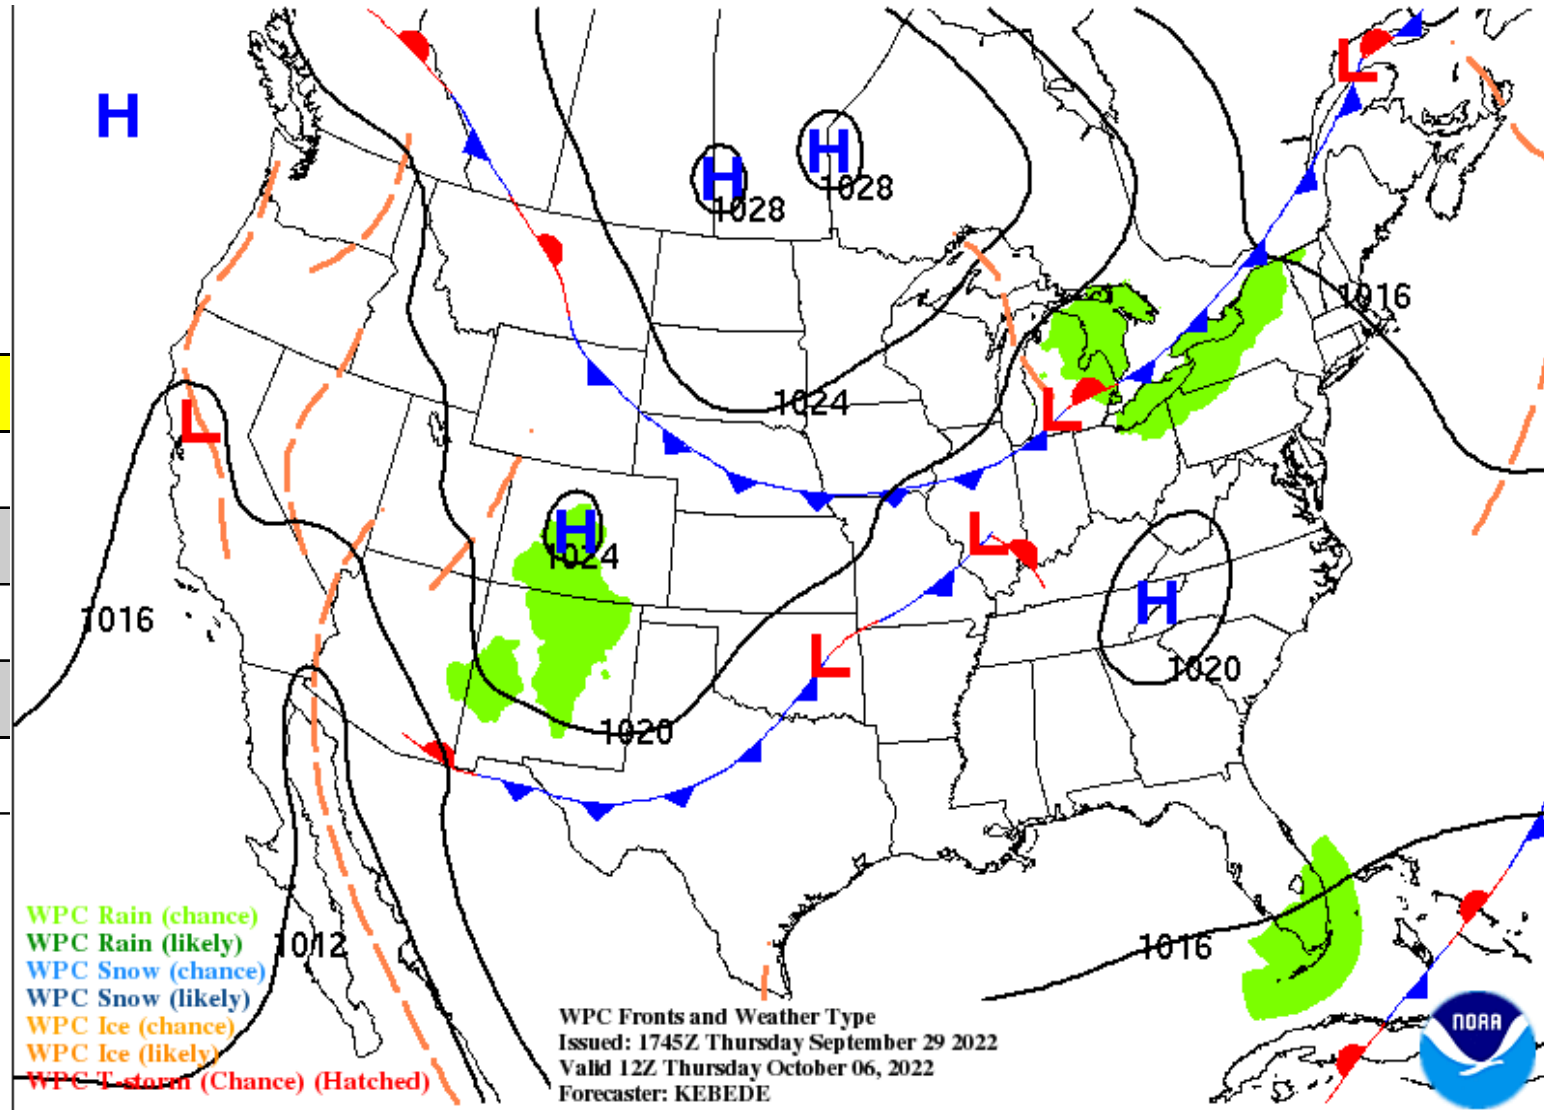 L
H
H
1028
H
1028
1016
1024
L
L
H
1024
L
H
1016
L
1020
1020
WPC Rain (chance)
WPC Rain (likely)
1012
1016
WPC Snow (chance)
WPC Snow (likely)
WPC Ice (chance)
WPC Ice (likely)
WPC T-storm (Chance) (Hatched)
WPC Fronts and Weather Type
Issued: 1745Z Thursday September 29 2022
Valid 12Z Thursday October 06, 2022
Forecaster: KEBEDE
NOAA